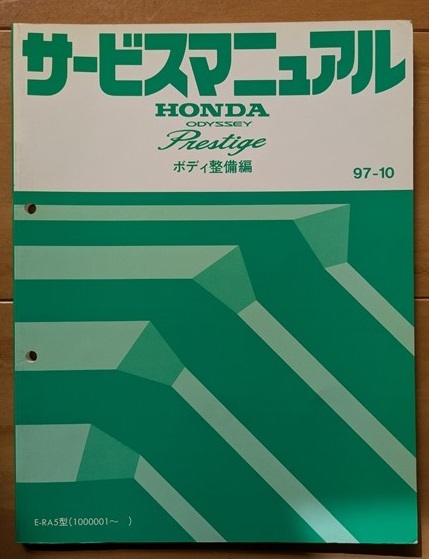 サービスマニュアル
HONDA
ODYSSEY
Prestige
ボディ整備編
97-10
E-RA5型(1000001〜　)